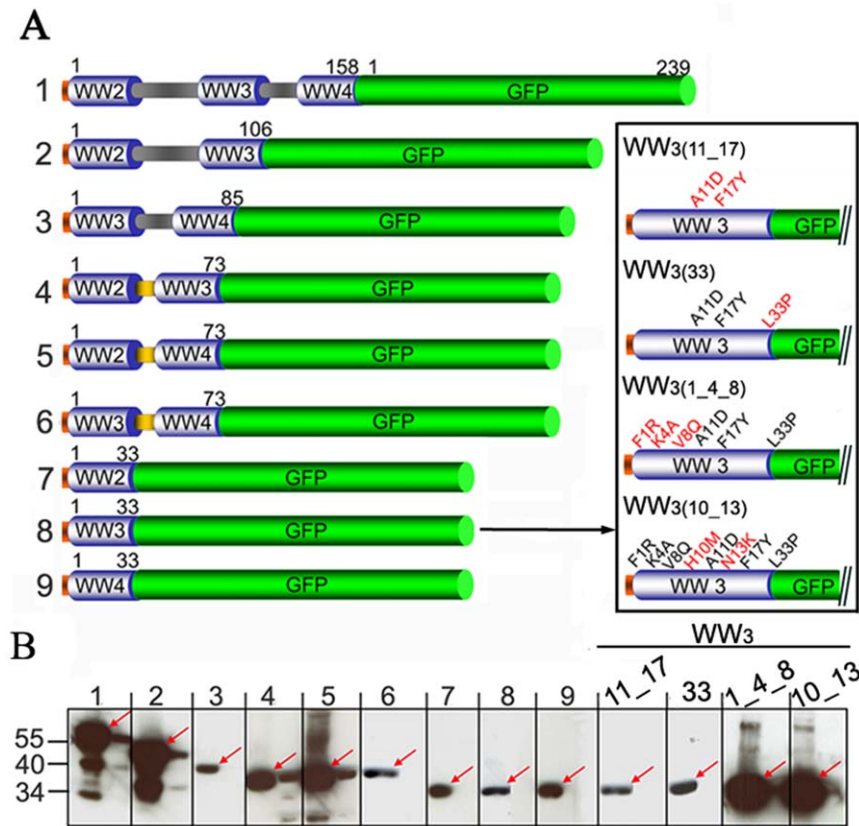 A
1 158 1 239
1 WW2 WW3 WW4 GFP
1 106
2 WW2 WW3 GFP
1 85
3 WW3 WW4 GFP
1 73
4 WW2 WW3 GFP
1 73
5 WW2 WW4 GFP
1 73
6 WW3 WW4 GFP
1 33
7 WW2 GFP
1 33
8 WW3 GFP
1 33
9 WW4 GFP
WW3(11_17)
A11D F17Y
WW 3 GFP
WW3(33)
A11D F17Y L33P
WW 3 GFP
WW3(1_4_8)
F1R K4A V8Q A11D F17Y L33P
WW 3 GFP
WW3(10_13)
F1R K4A V8Q H10M A11D N13K F17Y L33P
WW 3 GFP
B
WW3
1 2 3 4 5 6 7 8 9 11_17 33 1_4_8 10_13
55
40
34